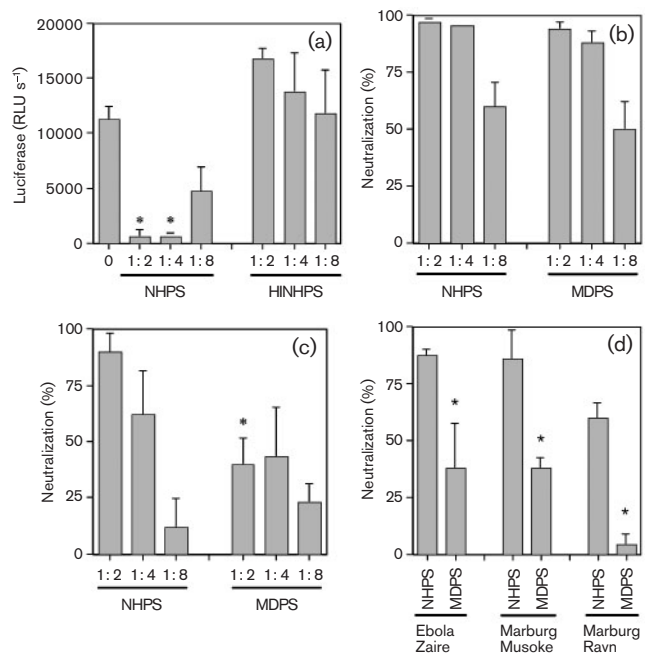 (a)
Luciferase (RLU s⁻¹)
20000
15000
10000
5000
0
* *
0 1:2 1:4 1:8 1:2 1:4 1:8
NHPS HINHPS
(b)
Neutralization (%)
100
75
50
25
0
1:2 1:4 1:8 1:2 1:4 1:8
NHPS MDPS
(c)
Neutralization (%)
100
75
50
25
0
*
1:2 1:4 1:8 1:2 1:4 1:8
NHPS MDPS
(d)
Neutralization (%)
100
75
50
25
0
* * *
NHPS MDPS NHPS MDPS NHPS MDPS
Ebola Marburg Marburg
Zaire Musoke Ravn